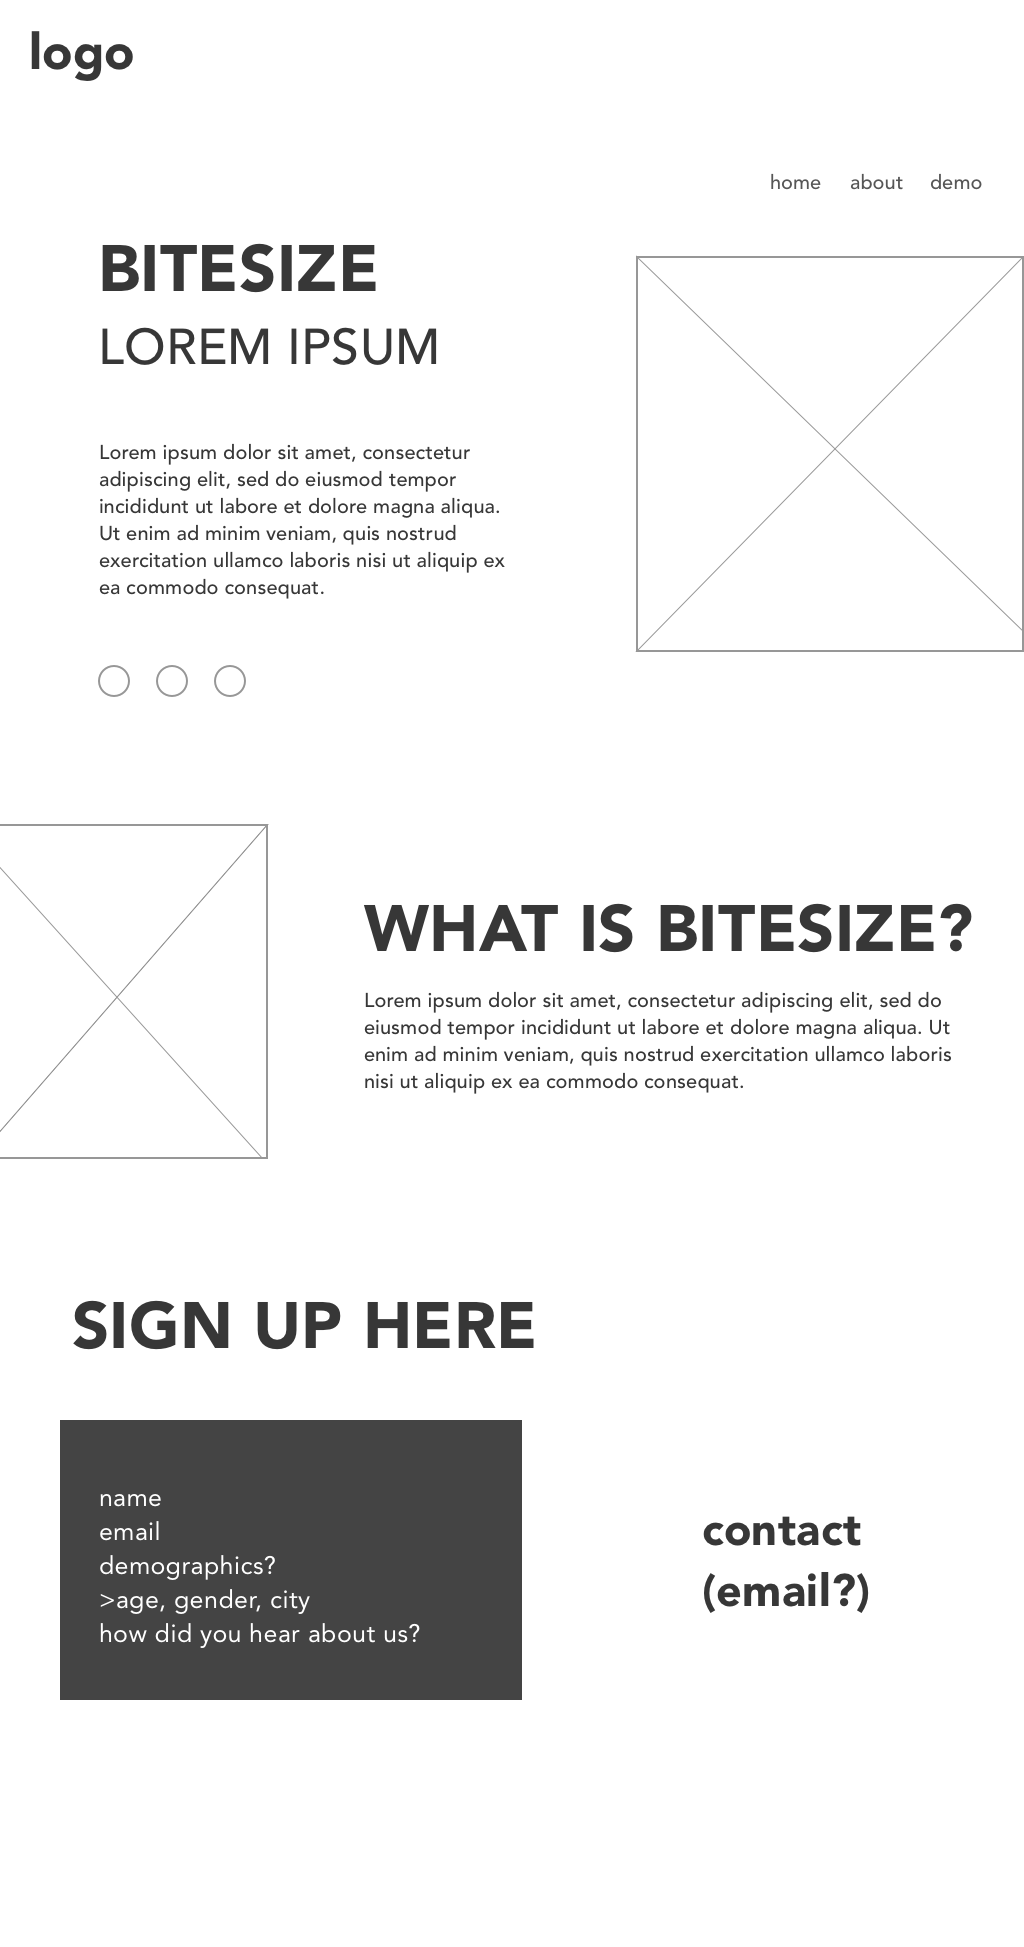 logo
home about demo
BITESIZE
LOREM IPSUM
Lorem ipsum dolor sit amet, consectetur
adipiscing elit, sed do eiusmod tempor
incididunt ut labore et dolore magna aliqua.
Ut enim ad minim veniam, quis nostrud
exercitation ullamco laboris nisi ut aliquip ex
ea commodo consequat.
WHAT IS BITESIZE?
Lorem ipsum dolor sit amet, consectetur adipiscing elit, sed do
eiusmod tempor incididunt ut labore et dolore magna aliqua. Ut
enim ad minim veniam, quis nostrud exercitation ullamco laboris
nisi ut aliquip ex ea commodo consequat.
SIGN UP HERE
name
email
demographics?
>age, gender, city
how did you hear about us?
contact
(email?)